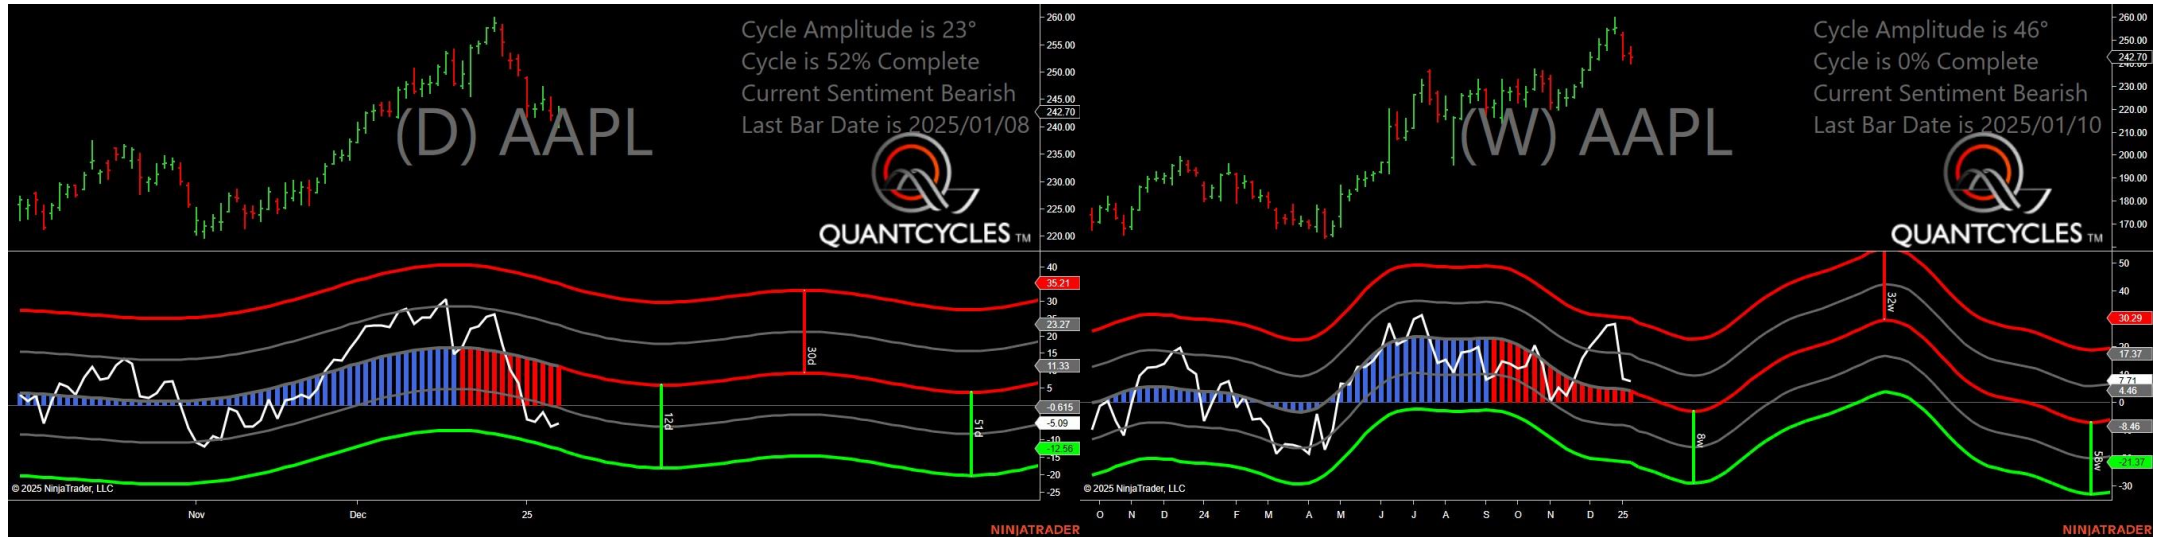 Cycle Amplitude is 23°
Cycle is 52% Complete
Current Sentiment Bearish
Last Bar Date is 2025/01/08
(D) AAPL
QUANTCYCLES TM
260.00
255.00
250.00
245.00
242.70
240.00
235.00
230.00
225.00
220.00
40
35.21
30
23.27
20
15
11.33
5
-0.615
-5.09
-10
-12.56
-15
-20
-25
12d
30d
51d
© 2025 NinjaTrader, LLC
Nov
Dec
25
NINJATRADER
Cycle Amplitude is 46°
Cycle is 0% Complete
Current Sentiment Bearish
Last Bar Date is 2025/01/10
(W) AAPL
QUANTCYCLES TM
260.00
250.00
242.70
230.00
220.00
210.00
200.00
190.00
180.00
170.00
50
40
30.29
17.37
7.71
4.46
0
-8.46
-21.37
-30
8w
32w
58w
© 2025 NinjaTrader, LLC
O N D 24 F M A M J J A S O N D 25
NINJATRADER